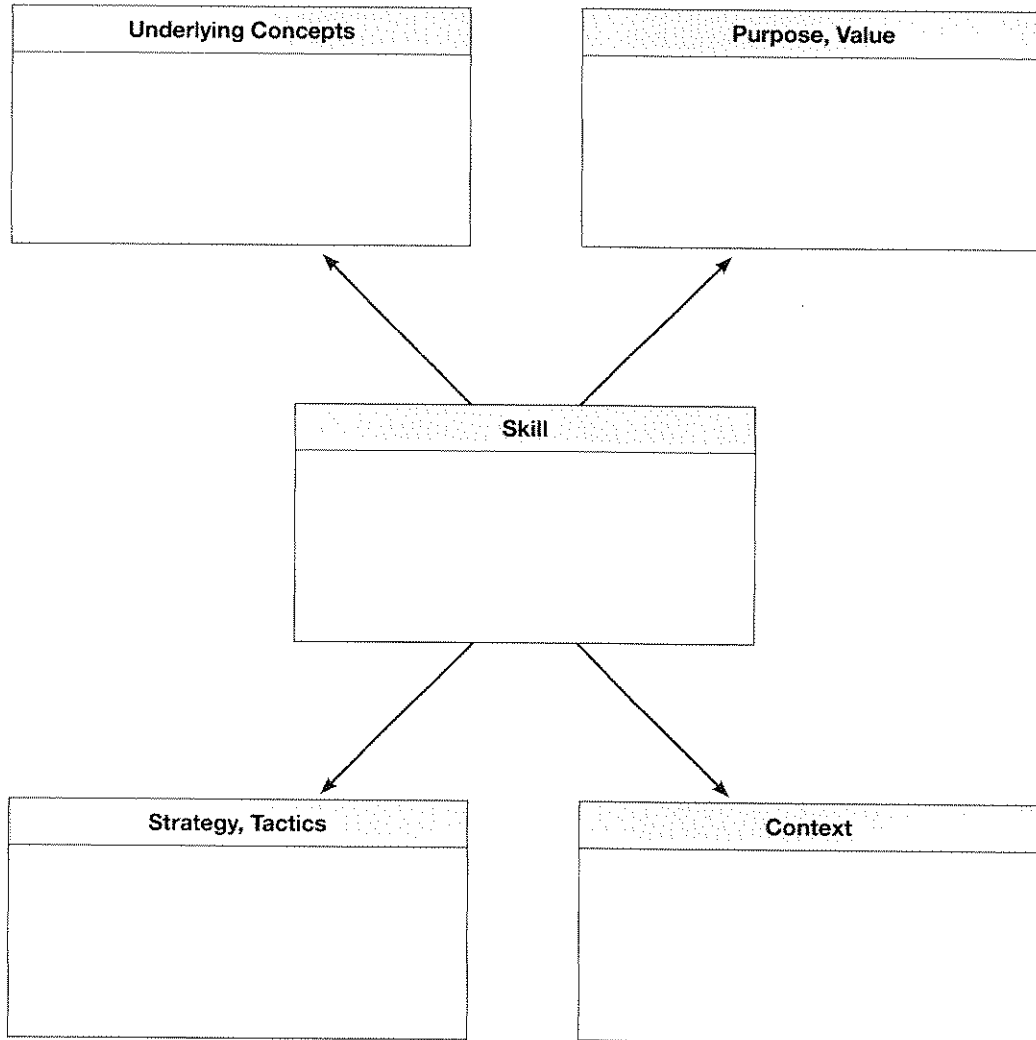 Underlying Concepts
Purpose, Value
Skill
Strategy, Tactics
Context